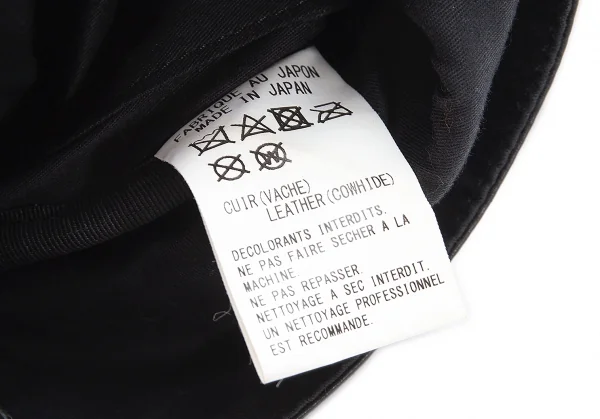 FABRIQUE AU JAPON
MADE IN JAPAN
W
CUIR(VACHE)
LEATHER(COWHIDE)
DECOLORANTS INTERDITS.
NE PAS FAIRE SECHER A LA
MACHINE.
NE PAS REPASSER.
NETTOYAGE A SEC INTERDIT.
UN NETTOYAGE PROFESSIONNEL
EST RECOMMANDE.